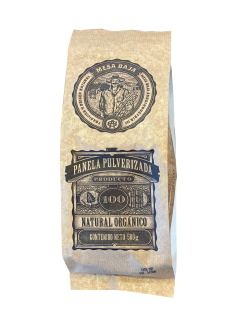 MESA BAJA
PANELA PULVERIZADA
PRODUCTO
100
NATURAL ORGÁNICO
CONTENIDO NETO 500g